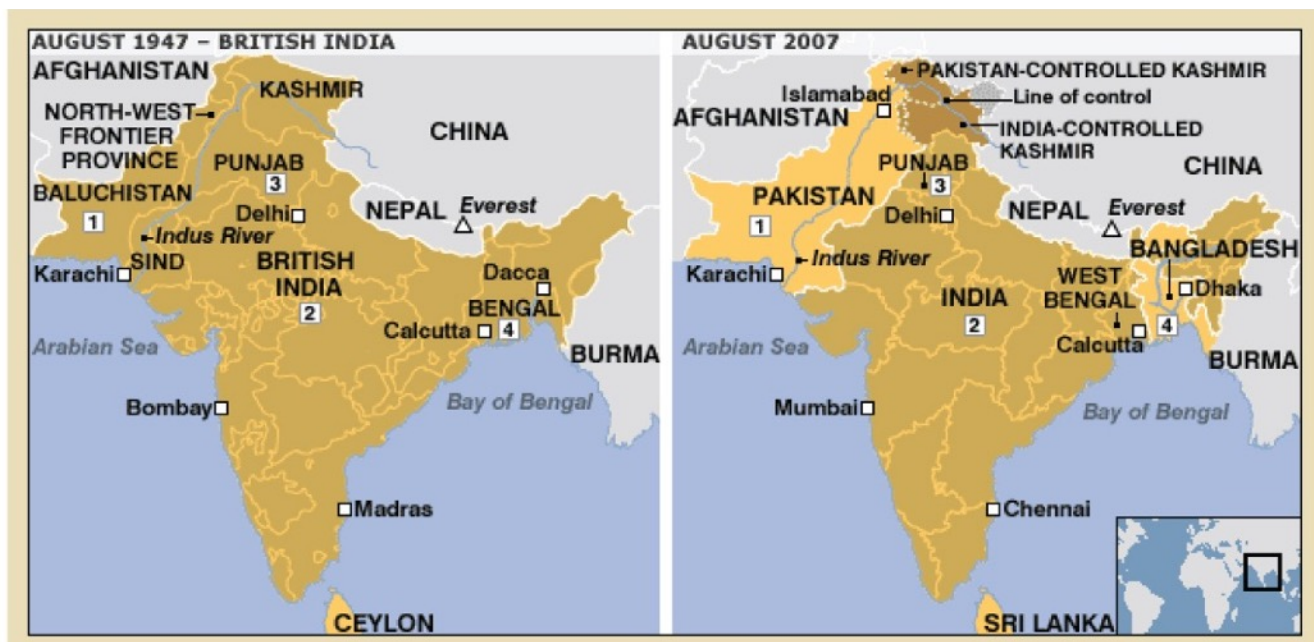 AUGUST 1947 – BRITISH INDIA
AFGHANISTAN
KASHMIR
NORTH-WEST
FRONTIER
PROVINCE
CHINA
PUNJAB
3
BALUCHISTAN
1
Delhi
NEPAL
Everest
Indus River
SIND
BRITISH
INDIA
2
Karachi
Dacca
BENGAL
4
Calcutta
Arabian Sea
BURMA
Bombay
Bay of Bengal
Madras
CEYLON
AUGUST 2007
PAKISTAN-CONTROLLED KASHMIR
Islamabad
Line of control
AFGHANISTAN
INDIA-CONTROLLED
KASHMIR
CHINA
PUNJAB
3
PAKISTAN
1
Delhi
NEPAL
Everest
Indus River
BANGLADESH
Karachi
WEST
BENGAL
Dhaka
INDIA
2
4
Calcutta
Arabian Sea
BURMA
Mumbai
Bay of Bengal
Chennai
SRI LANKA